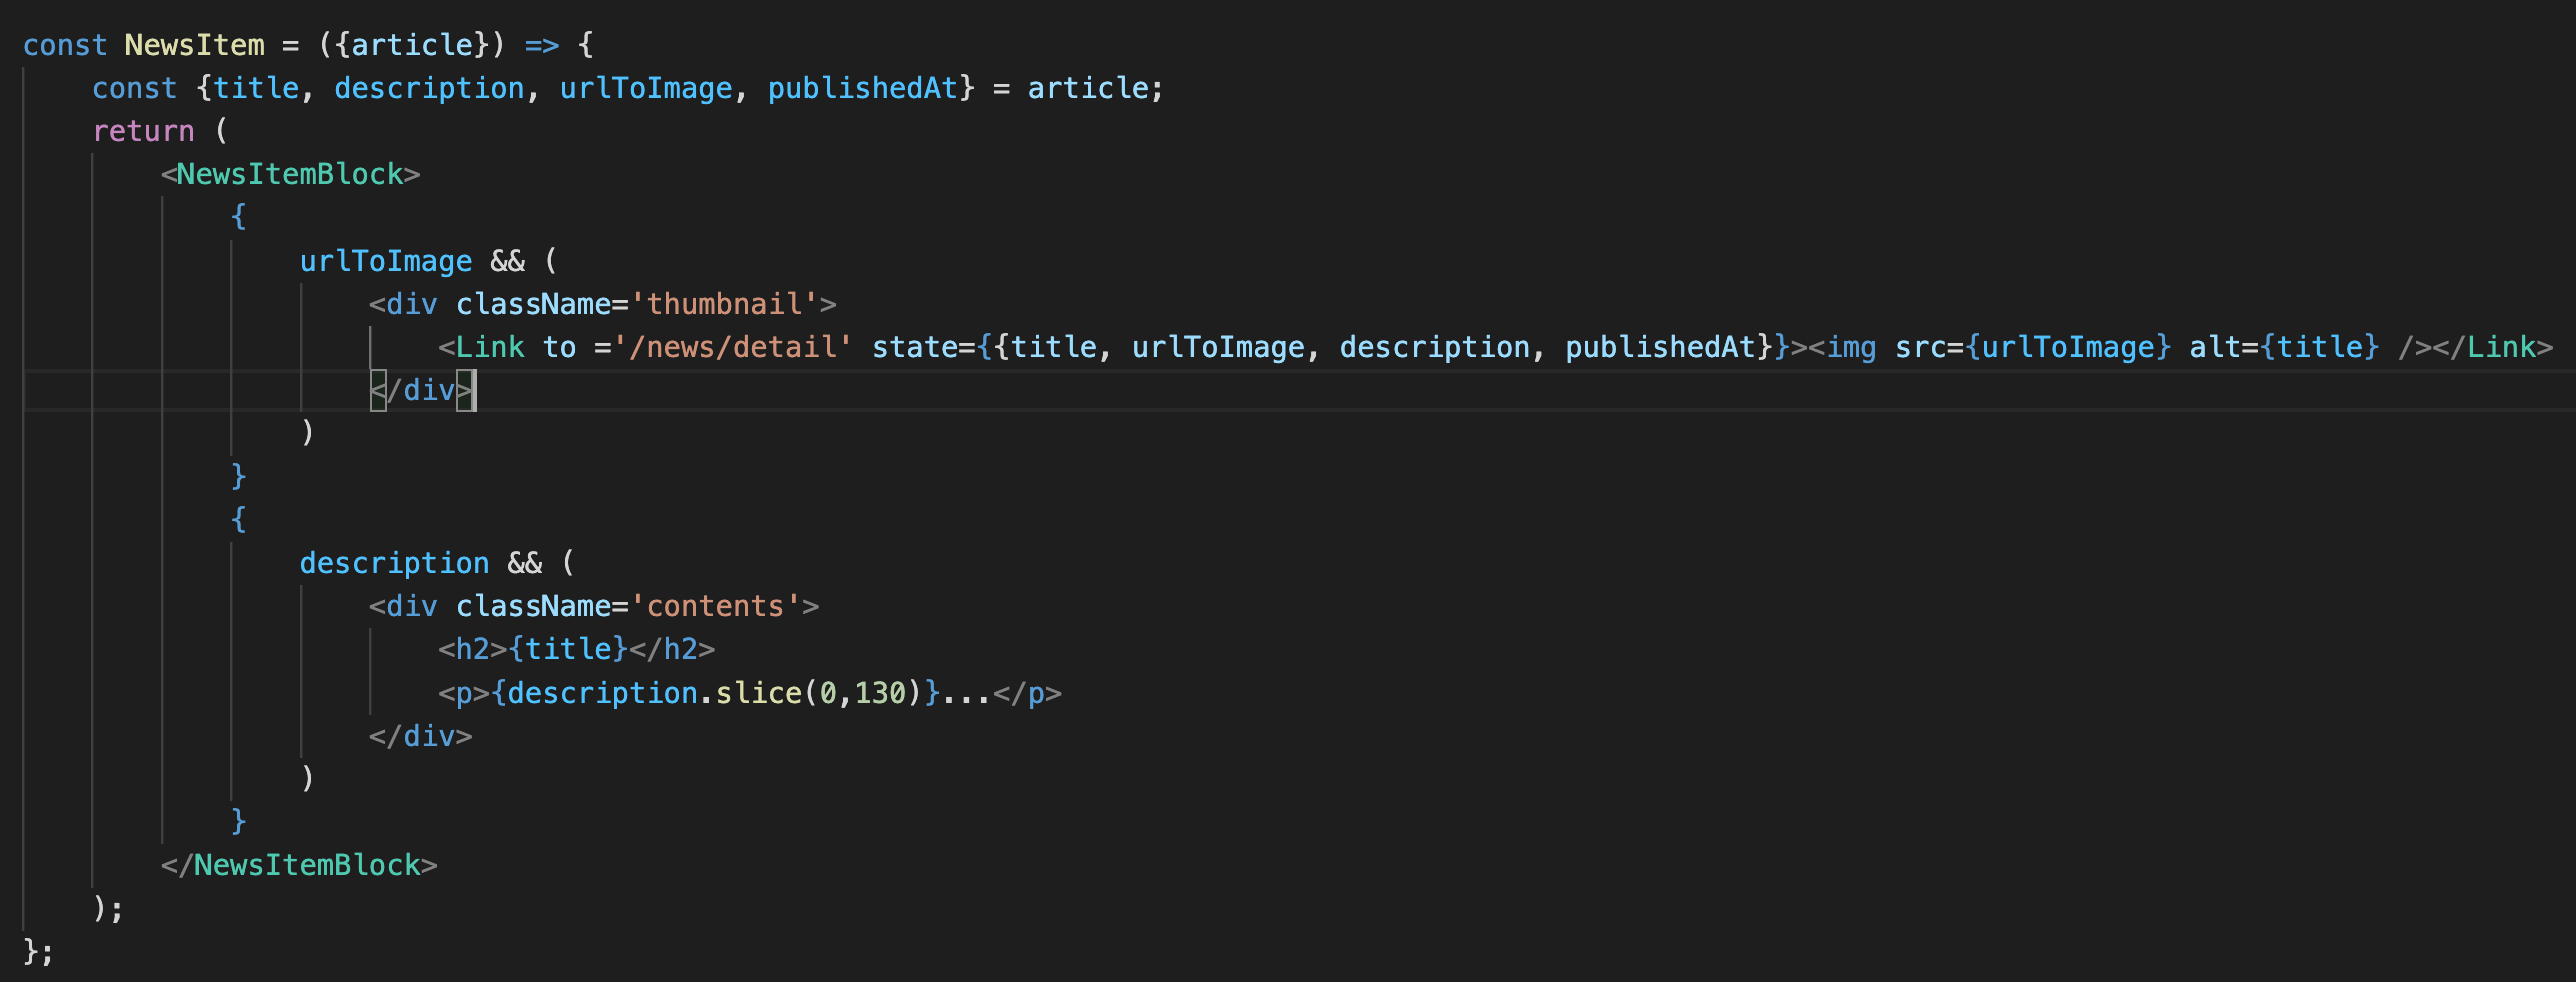 const NewsItem = ({article}) => {
    const {title, description, urlToImage, publishedAt} = article;
    return (
        <NewsItemBlock>
            {
                urlToImage && (
                    <div className='thumbnail'>
                        <Link to ='/news/detail' state={{title, urlToImage, description, publishedAt}}><img src={urlToImage} alt={title} /></Link>
                    </div>
                )
            }
            {
                description && (
                    <div className='contents'>
                        <h2>{title}</h2>
                        <p>{description.slice(0,130)}...</p>
                    </div>
                )
            }
        </NewsItemBlock>
    );
};